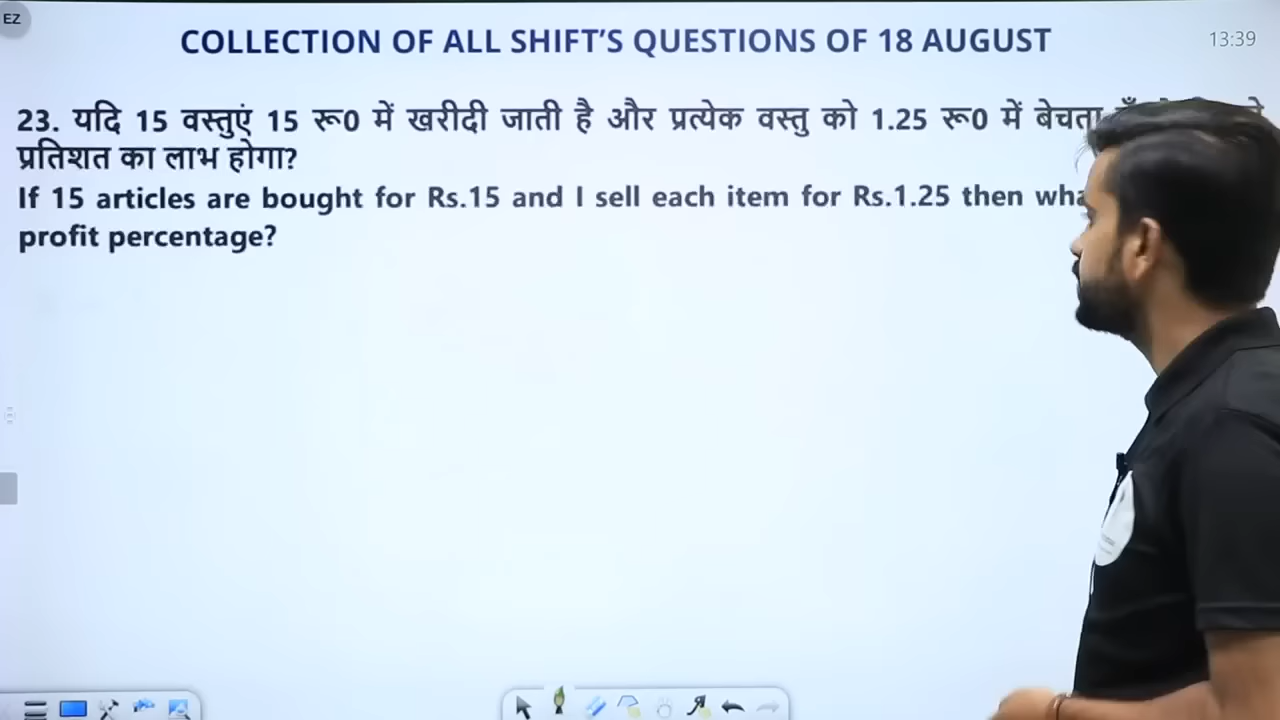 EZ
COLLECTION OF ALL SHIFT’S QUESTIONS OF 18 AUGUST
13:39
23. यदि 15 वस्तुएं 15 रू0 में खरीदी जाती है और प्रत्येक वस्तु को 1.25 रू0 में बेचता
प्रतिशत का लाभ होगा?
If 15 articles are bought for Rs.15 and I sell each item for Rs.1.25 then
profit percentage?